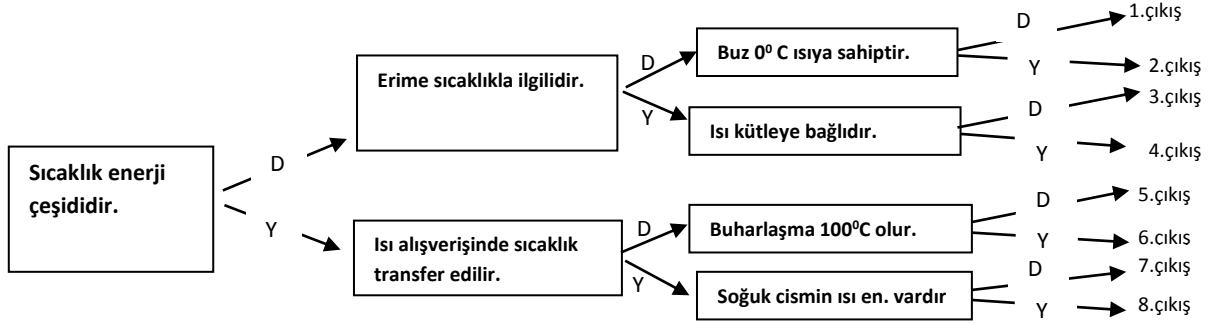 Sıcaklık enerji
çeşididir.
D
Y
Erime sıcaklıkla ilgilidir.
D
Y
Isı alışverişinde sıcaklık
transfer edilir.
D
Y
Buz 0⁰ C ısıya sahiptir.
D
Y
Isı kütleye bağlıdır.
D
Y
Buharlaşma 100⁰C olur.
D
Y
Soğuk cismin ısı en. vardır
D
Y
1.çıkış
2.çıkış
3.çıkış
4.çıkış
5.çıkış
6.çıkış
7.çıkış
8.çıkış